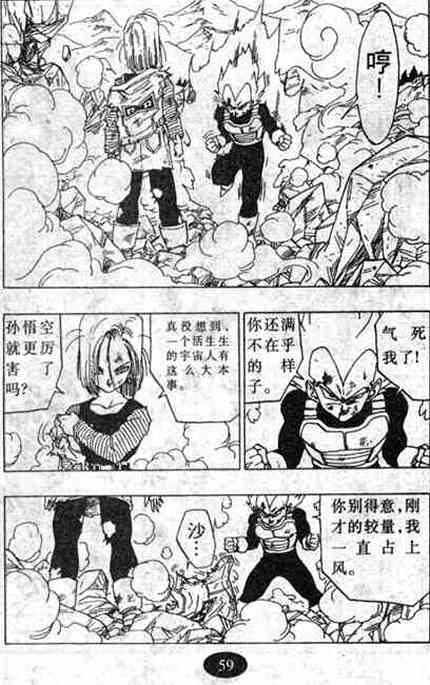 哼!
气死
我了!
你还满
不在乎
的样
子。
真没想到、
一个活生生
的宇宙人有
这么大本
事。
孙悟空
就更厉
害了
吗?
你别得意,刚
才的较量,我
一直占上
风。
沙…
59